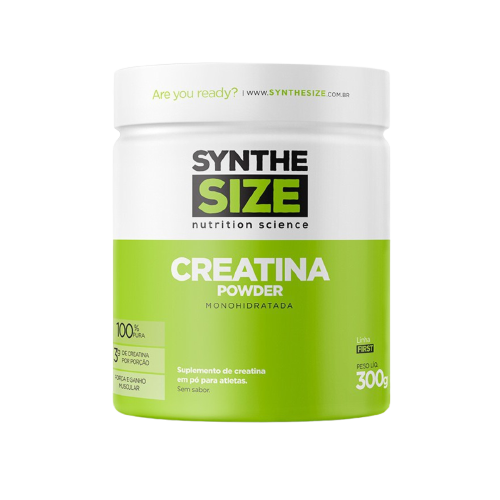 Are you ready? | WWW.SYNTHESIZE.COM.BR
SYNTHE
SIZE
nutrition science
CREATINA
POWDER
MONOHIDRATADA
100% PURA
3g DE CREATINA
POR PORÇÃO
FORÇA E GANHO
MUSCULAR
Suplemento de creatina
em pó para atletas.
Sem sabor
Linha
FIRST
PESO LÍQ.
300g